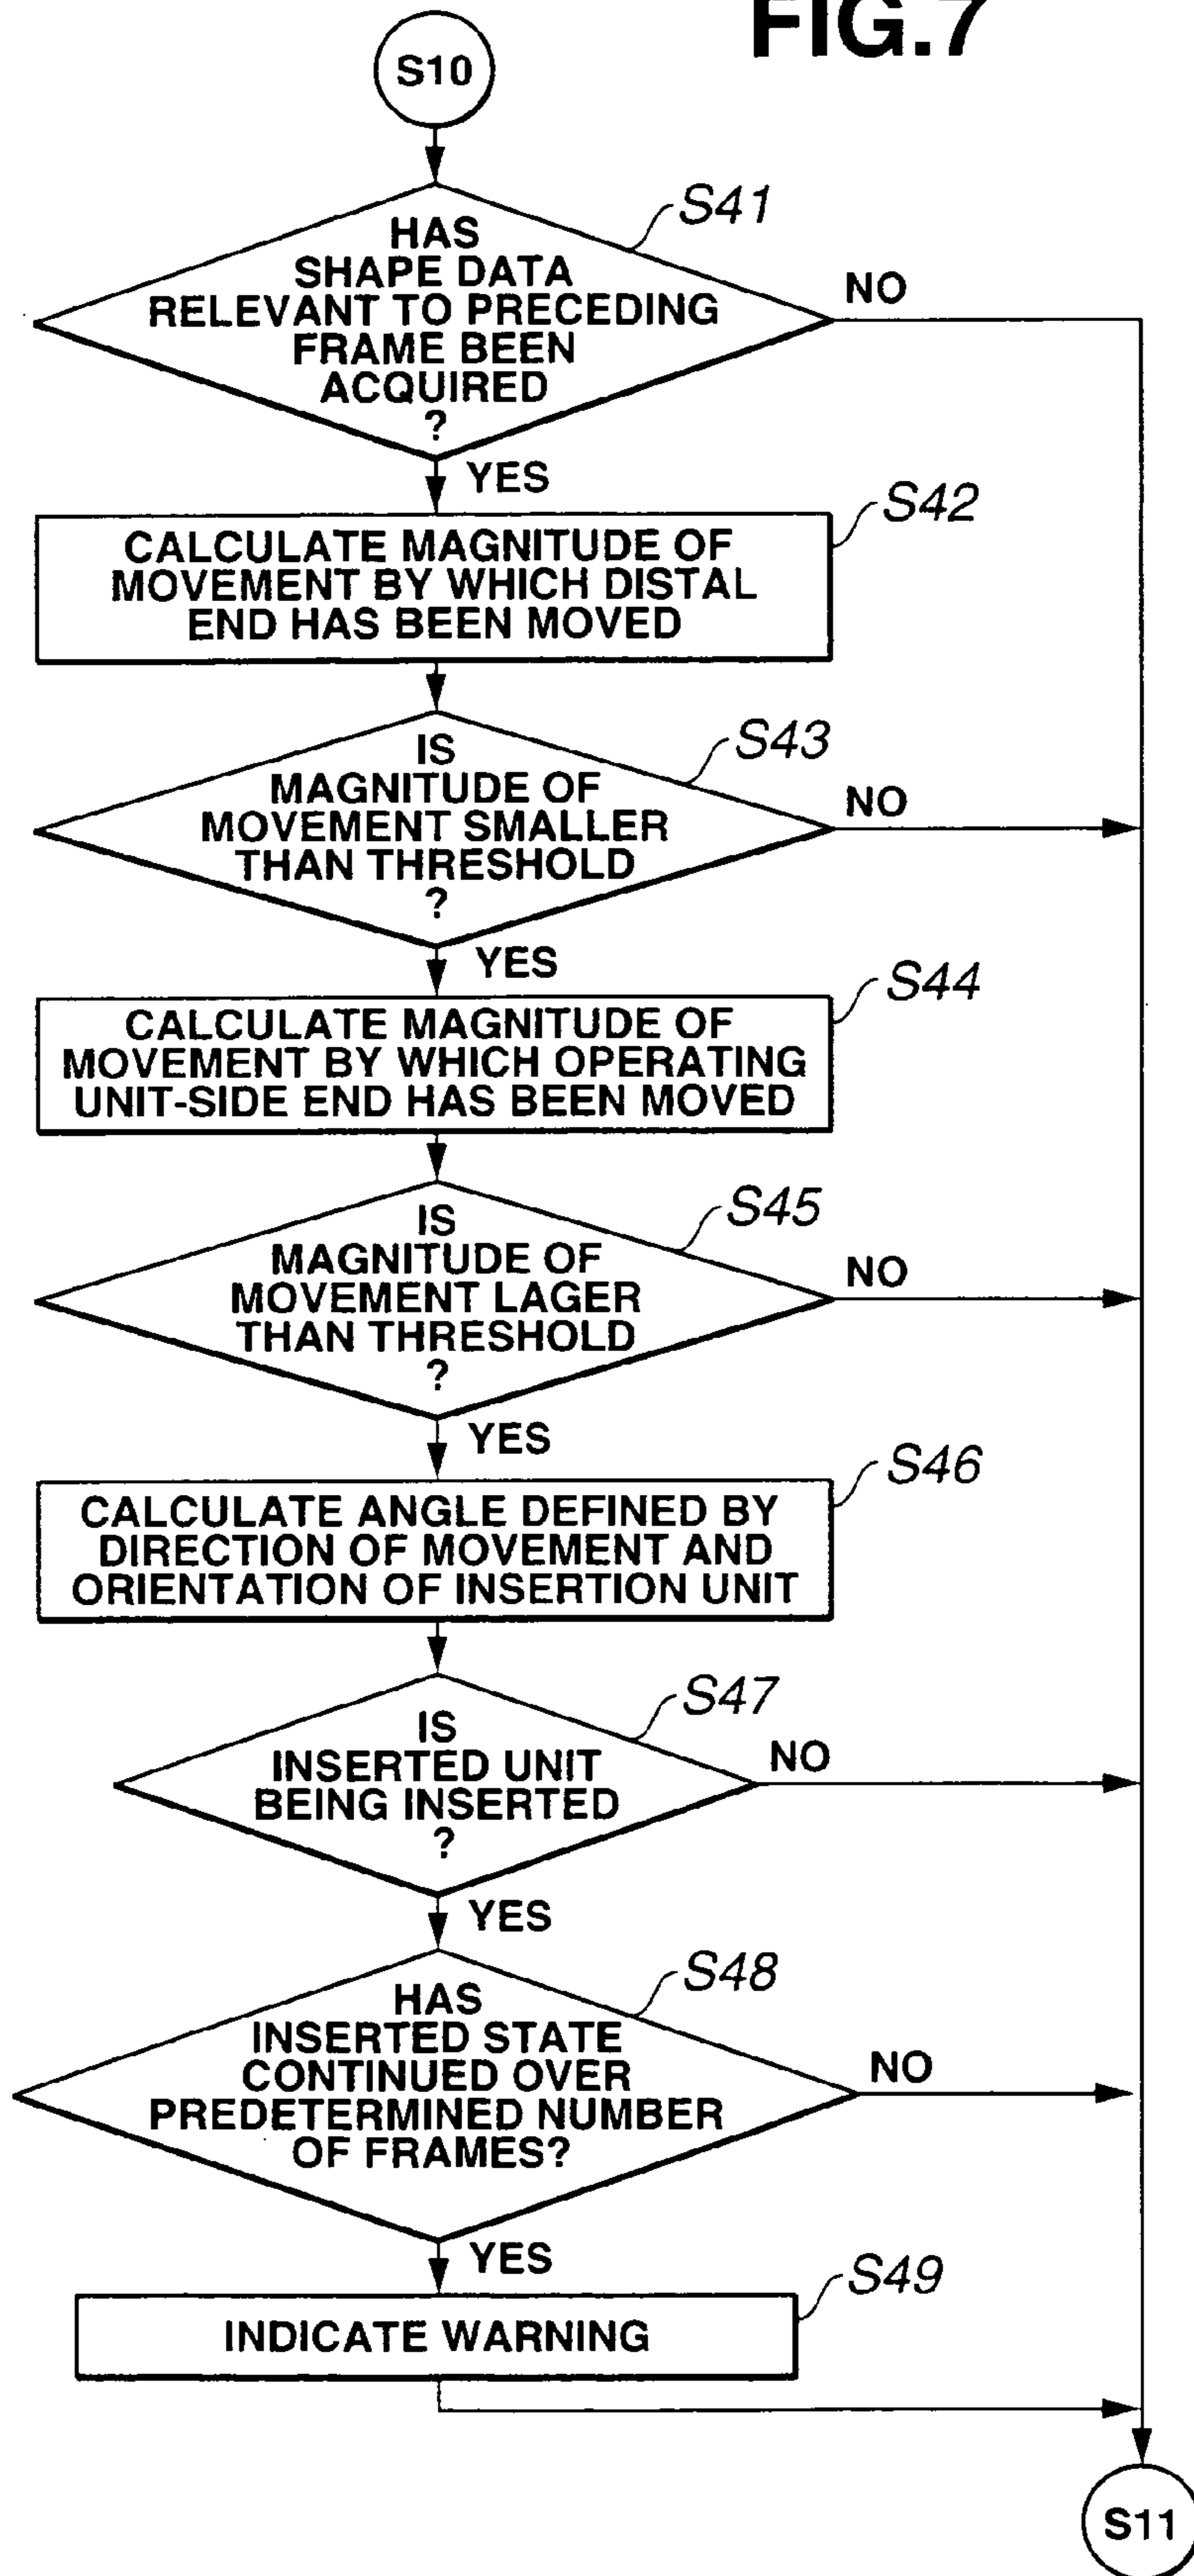 FIG.7
S10
S41
HAS
SHAPE DATA
RELEVANT TO PRECEDING
FRAME BEEN
ACQUIRED
?
NO
YES
S42
CALCULATE MAGNITUDE OF
MOVEMENT BY WHICH DISTAL
END HAS BEEN MOVED
S43
IS
MAGNITUDE OF
MOVEMENT SMALLER
THAN THRESHOLD
?
NO
YES
S44
CALCULATE MAGNITUDE OF
MOVEMENT BY WHICH OPERATING
UNIT-SIDE END HAS BEEN MOVED
S45
IS
MAGNITUDE OF
MOVEMENT LAGER
THAN THRESHOLD
?
NO
YES
S46
CALCULATE ANGLE DEFINED BY
DIRECTION OF MOVEMENT AND
ORIENTATION OF INSERTION UNIT
S47
IS
INSERTED UNIT
BEING INSERTED
?
NO
YES
S48
HAS
INSERTED STATE
CONTINUED OVER
PREDETERMINED NUMBER
OF FRAMES?
NO
YES
S49
INDICATE WARNING
S11